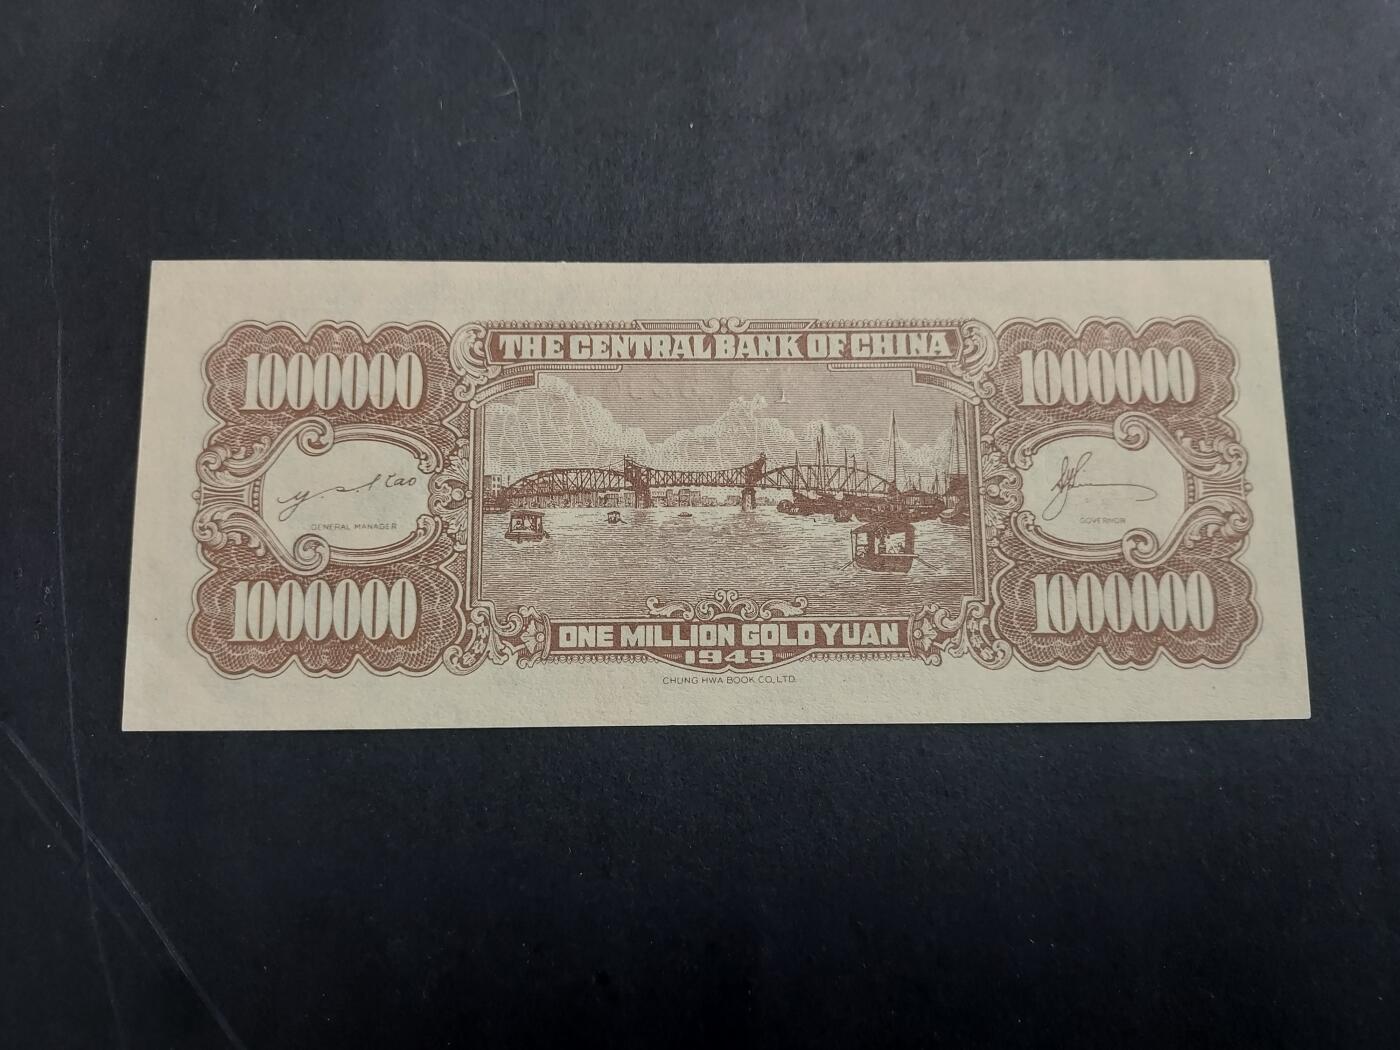 THE CENTRAL BANK OF CHINA
1000000
1000000
GENERAL MANAGER
GOVERNOR
1000000
1000000
ONE MILLION GOLD YUAN
1949
CHUNG HWA BOOK CO., LTD.